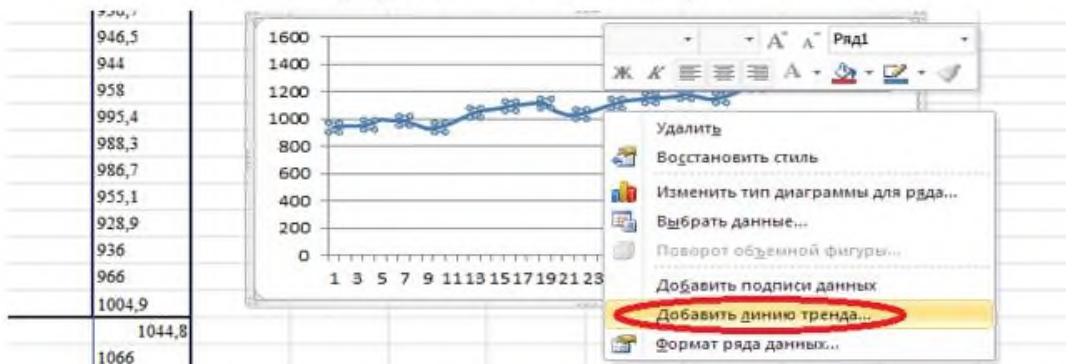 946,5
944
958
995,4
988,3
986,7
955,1
928,9
936
966
1004,9
1044,8
1066
1600
1400
1200
1000
800
600
400
200
0
1 3 5 7 9 11 13 15 17 19 21 23
A A Ряд1
Ж К А
Удалить
Восстановить стиль
Изменить тип диаграммы для ряда...
Выбрать данные...
Поворот объемной фигуры...
Добавить подписи данных
Добавить линию тренда...
Формат ряда данных...